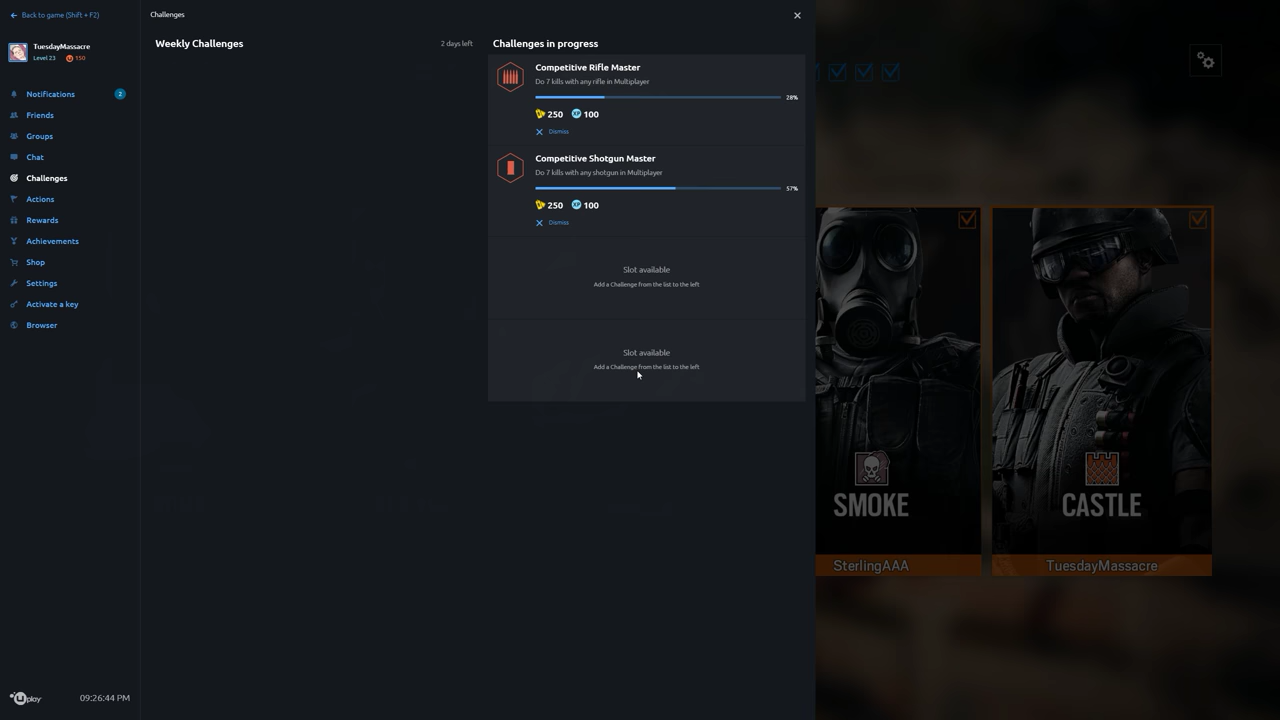 Back to game (Shift + F2)
TuesdayMassacre
Level 23
150
Notifications
2
Friends
Groups
Chat
Challenges
Actions
Rewards
Achievements
Shop
Settings
Activate a key
Browser
uplay
09:26:44 PM
Challenges
Weekly Challenges
2 days left
Challenges in progress
Competitive Rifle Master
Do 7 kills with any rifle in Multiplayer
28%
250
XP 100
Dismiss
Competitive Shotgun Master
Do 7 kills with any shotgun in Multiplayer
57%
250
XP 100
Dismiss
Slot available
Add a Challenge from the list to the left
Slot available
Add a Challenge from the list to the left
SMOKE
SterlingAAA
CASTLE
TuesdayMassacre